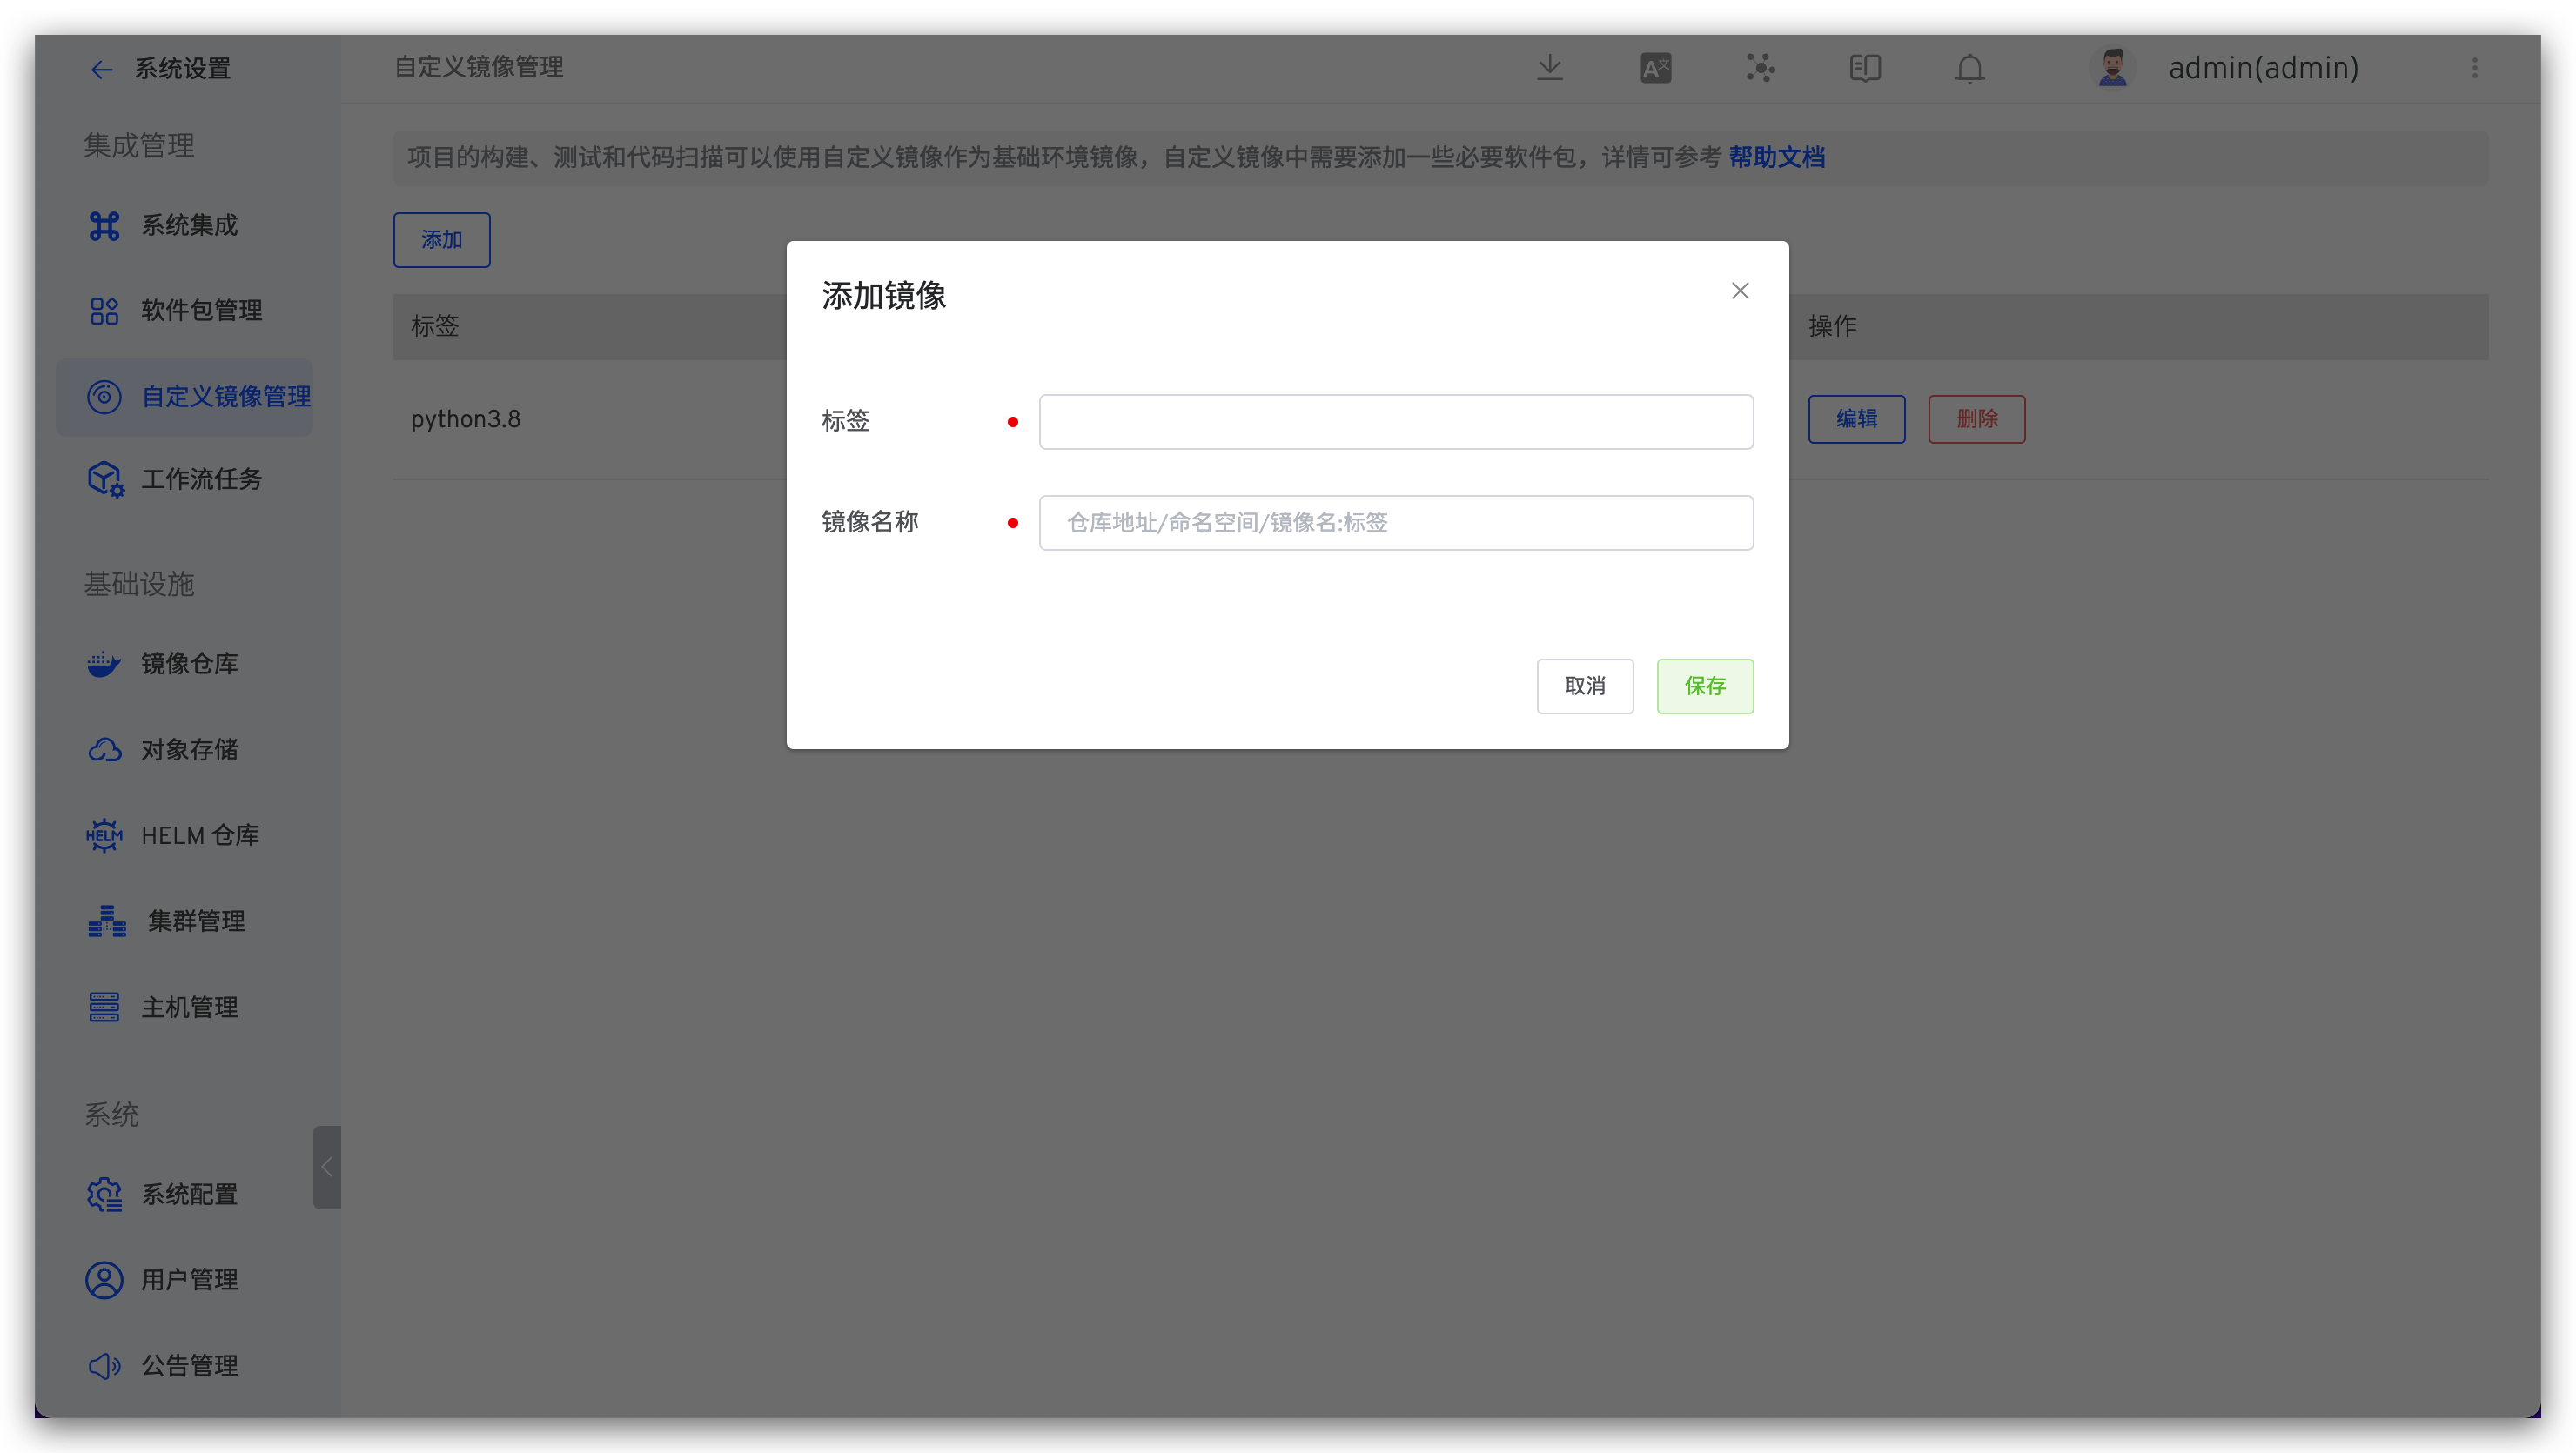 系统设置
自定义镜像管理
A文
admin(admin)
集成管理
系统集成
软件包管理
自定义镜像管理
工作流任务
基础设施
镜像仓库
对象存储
HELM
HELM 仓库
集群管理
主机管理
系统
系统配置
用户管理
公告管理
项目的构建、测试和代码扫描可以使用自定义镜像作为基础环境镜像，自定义镜像中需要添加一些必要软件包，详情可参考 帮助文档
添加
标签
操作
python3.8
编辑
删除
添加镜像
标签
镜像名称
仓库地址/命名空间/镜像名:标签
取消
保存